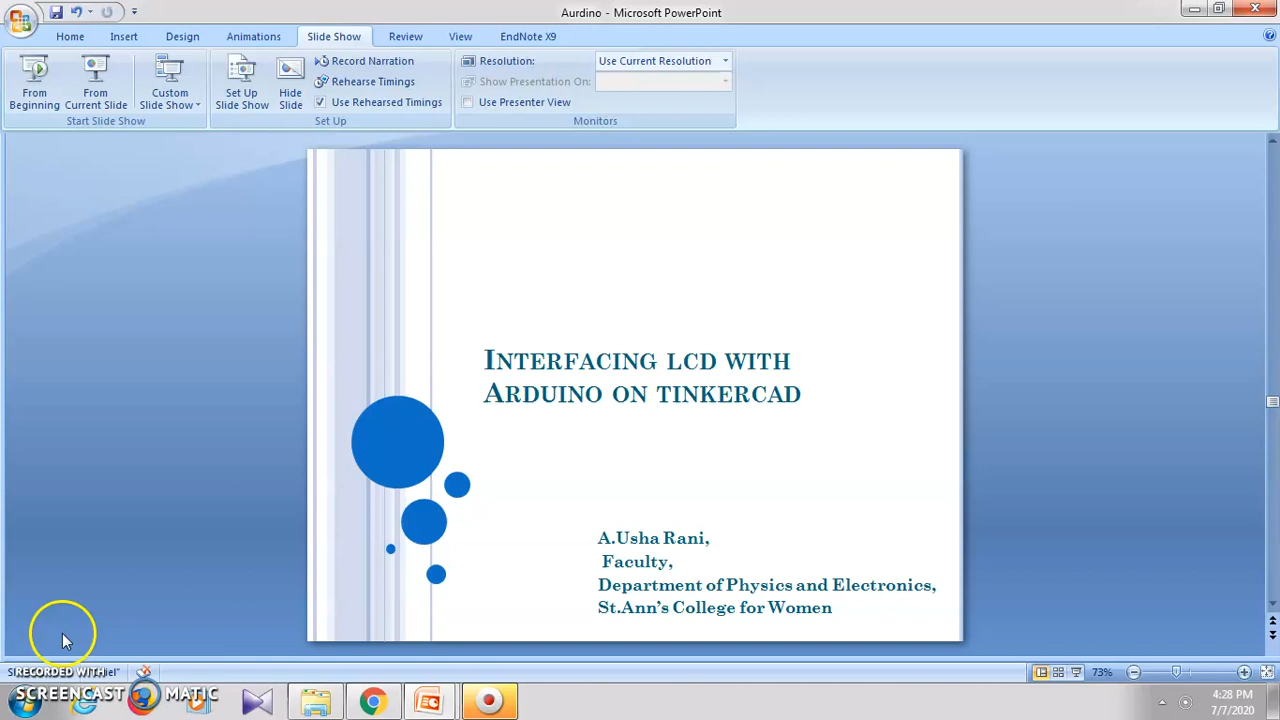 Aurdino - Microsoft PowerPoint
Home Insert Design Animations Slide Show Review View EndNote X9
From Beginning
From Current Slide
Custom Slide Show
Start Slide Show
Set Up Slide Show
Hide Slide
Record Narration
Rehearse Timings
Use Rehearsed Timings
Set Up
Resolution: Use Current Resolution
Show Presentation On:
Use Presenter View
Monitors
INTERFACING LCD WITH
ARDUINO ON TINKERCAD
A.Usha Rani,
Faculty,
Department of Physics and Electronics,
St.Ann's College for Women
73%
RECORDED WITH
SCREENCAST MATIC
4:28 PM
7/7/2020